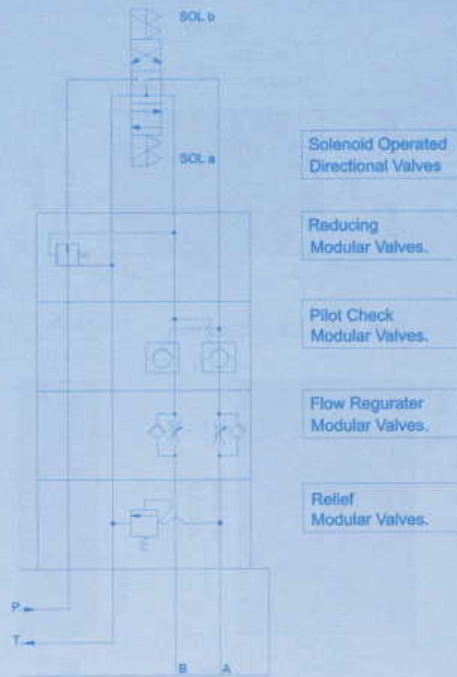 SOL b
SOL a
Solenoid Operated
Directional Valves
Reducing
Modular Valves.
Pilot Check
Modular Valves.
Flow Regurater
Modular Valves.
Relief
Modular Valves.
P
T
B
A